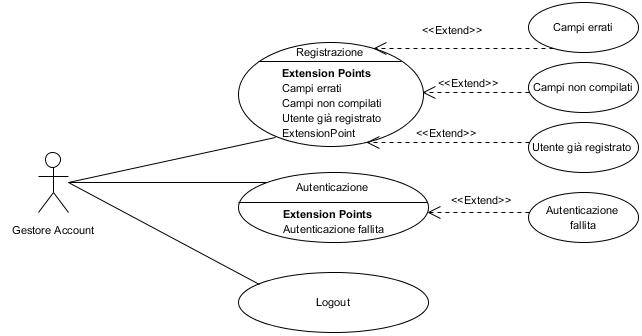 <<Extend>>
Campi errati
Registrazione
Extension Points
Campi errati
Campi non compilati
Utente già registrato
ExtensionPoint
<<Extend>>
Campi non compilati
<<Extend>>
Utente già registrato
Gestore Account
Autenticazione
Extension Points
Autenticazione fallita
<<Extend>>
Autenticazione
fallita
Logout